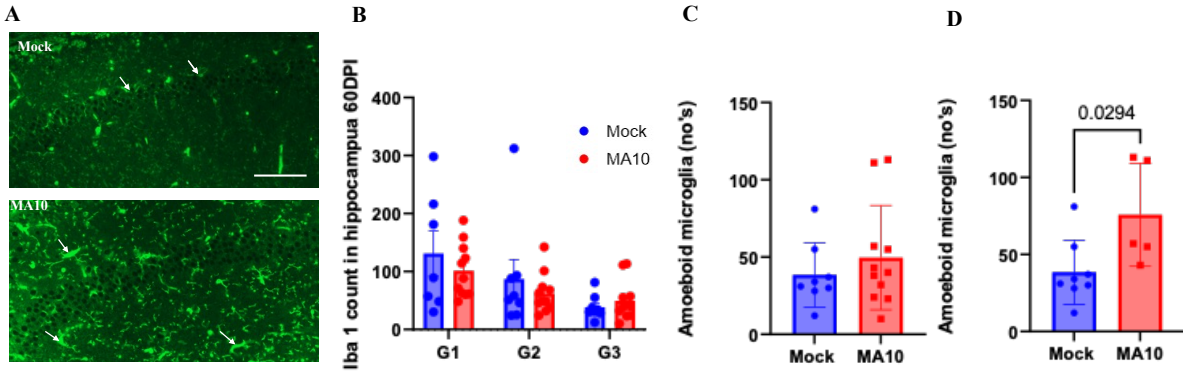 A
Mock
MA10
B
Iba 1 count in hippocampua 60DPI
400
300
200
100
0
G1
G2
G3
Mock
MA10
C
Amoeboid microglia (no's)
150
100
50
0
Mock
MA10
D
Amoeboid microglia (no's)
150
100
50
0
0.0294
Mock
MA10